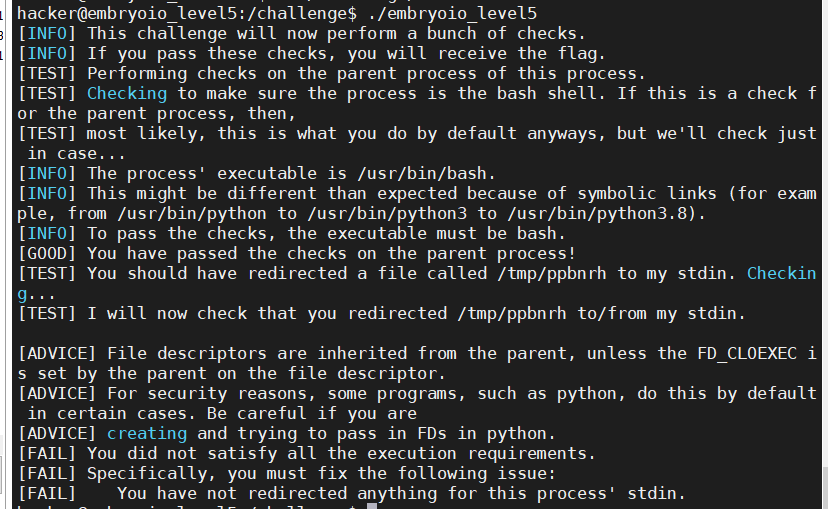 hacker@embryoio_level5:/challenge$ ./embryoio_level5
[INFO] This challenge will now perform a bunch of checks.
[INFO] If you pass these checks, you will receive the flag.
[TEST] Performing checks on the parent process of this process.
[TEST] Checking to make sure the process is the bash shell. If this is a check f
or the parent process, then,
[TEST] most likely, this is what you do by default anyways, but we'll check just
 in case...
[INFO] The process' executable is /usr/bin/bash.
[INFO] This might be different than expected because of symbolic links (for exam
ple, from /usr/bin/python to /usr/bin/python3 to /usr/bin/python3.8).
[INFO] To pass the checks, the executable must be bash.
[GOOD] You have passed the checks on the parent process!
[TEST] You should have redirected a file called /tmp/ppbnrh to my stdin. Checkin
g...
[TEST] I will now check that you redirected /tmp/ppbnrh to/from my stdin.
[ADVICE] File descriptors are inherited from the parent, unless the FD_CLOEXEC i
s set by the parent on the file descriptor.
[ADVICE] For security reasons, some programs, such as python, do this by default
 in certain cases. Be careful if you are
[ADVICE] creating and trying to pass in FDs in python.
[FAIL] You did not satisfy all the execution requirements.
[FAIL] Specifically, you must fix the following issue:
[FAIL]    You have not redirected anything for this process' stdin.